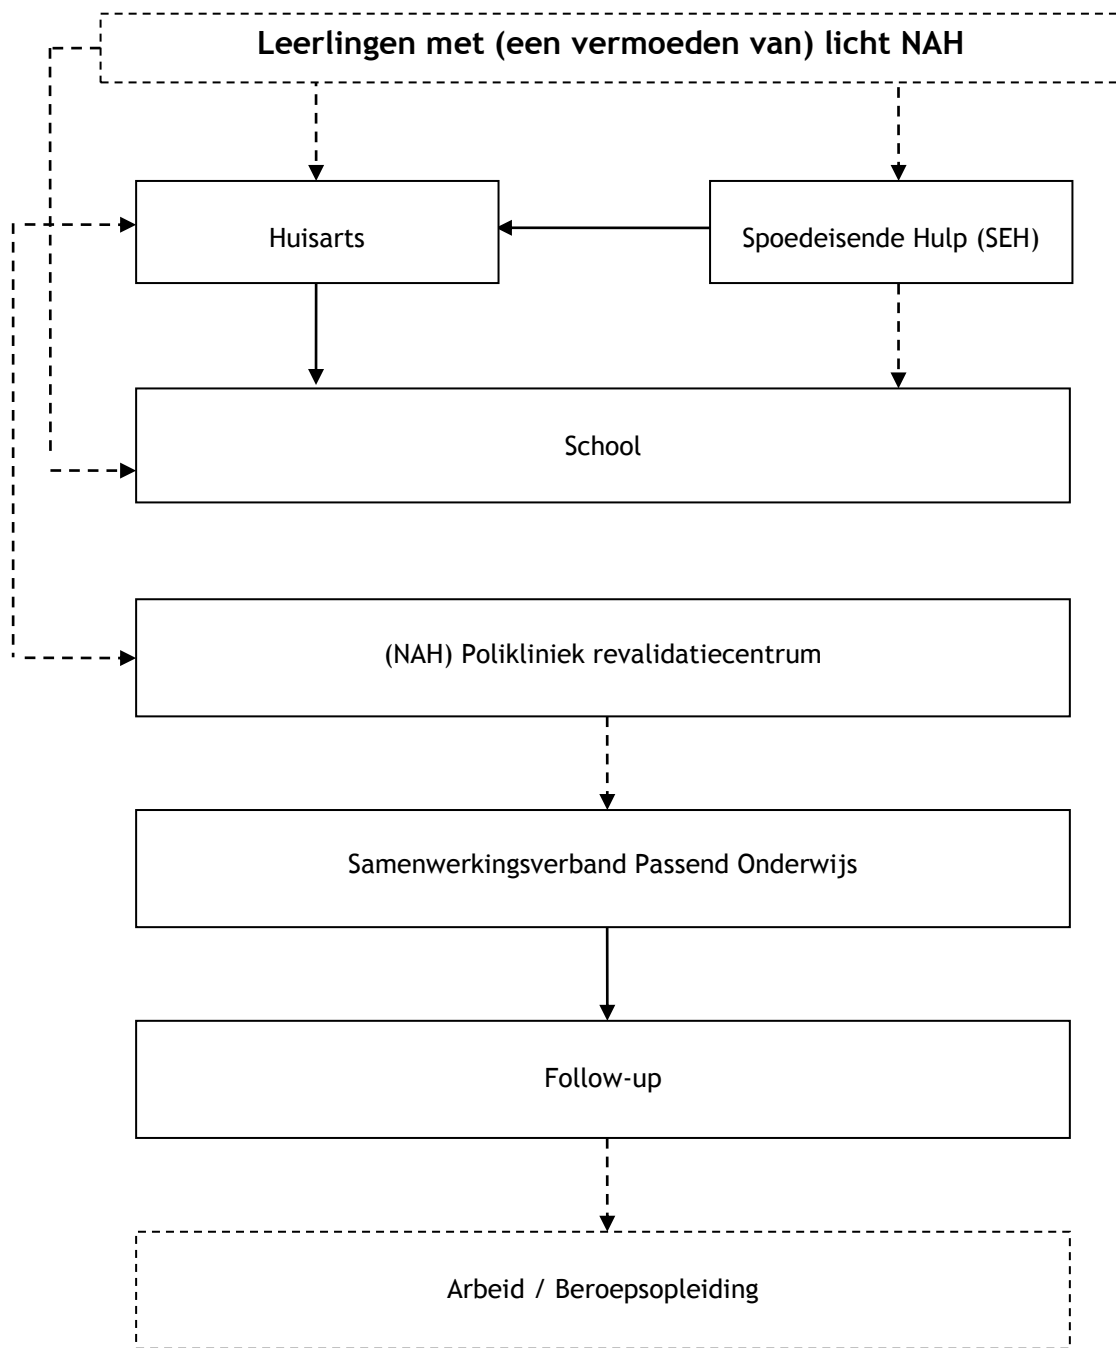 Leerlingen met (een vermoeden van) licht NAH
Huisarts
Spoedeisende Hulp (SEH)
School
(NAH) Polikliniek revalidatiecentrum
Samenwerkingsverband Passend Onderwijs
Follow-up
Arbeid / Beroepsopleiding